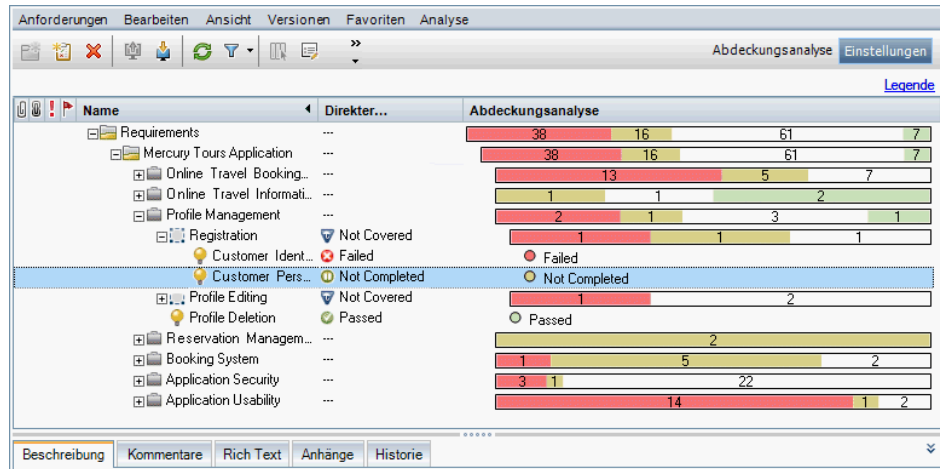 Anforderungen Bearbeiten Ansicht Versionen Favoriten Analyse
Abdeckungsanalyse Einstellungen
Legende
Name Direkter... Abdeckungsanalyse
Requirements --- 38 16 61 7
Mercury Tours Application --- 38 16 61 7
Online Travel Booking... --- 13 5 7
Online Travel Informati... --- 1 1 2
Profile Management --- 2 1 3 1
Registration Not Covered 1 1 1
Customer Ident... Failed Failed
Customer Pers... Not Completed Not Completed
Profile Editing Not Covered 1 2
Profile Deletion Passed Passed
Reservation Managem... --- 2
Booking System --- 1 5 2
Application Security --- 3 1 22
Application Usability --- 14 1 2
Beschreibung Kommentare Rich Text Anhänge Historie